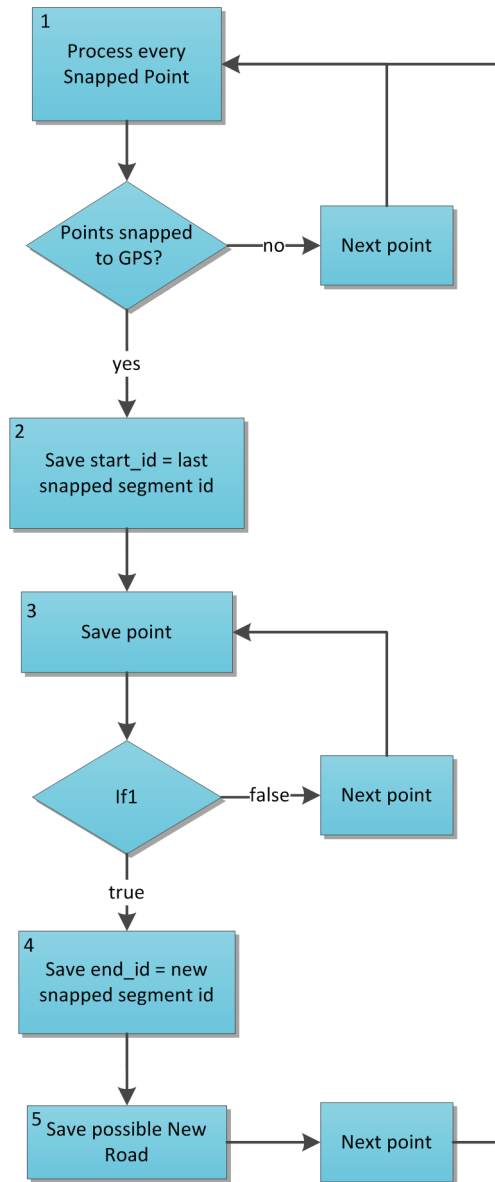 1
Process every
Snapped Point
Points snapped
to GPS?
no
Next point
yes
2
Save start_id = last
snapped segment id
3
Save point
If1
false
Next point
true
4
Save end_id = new
snapped segment id
5
Save possible New
Road
Next point